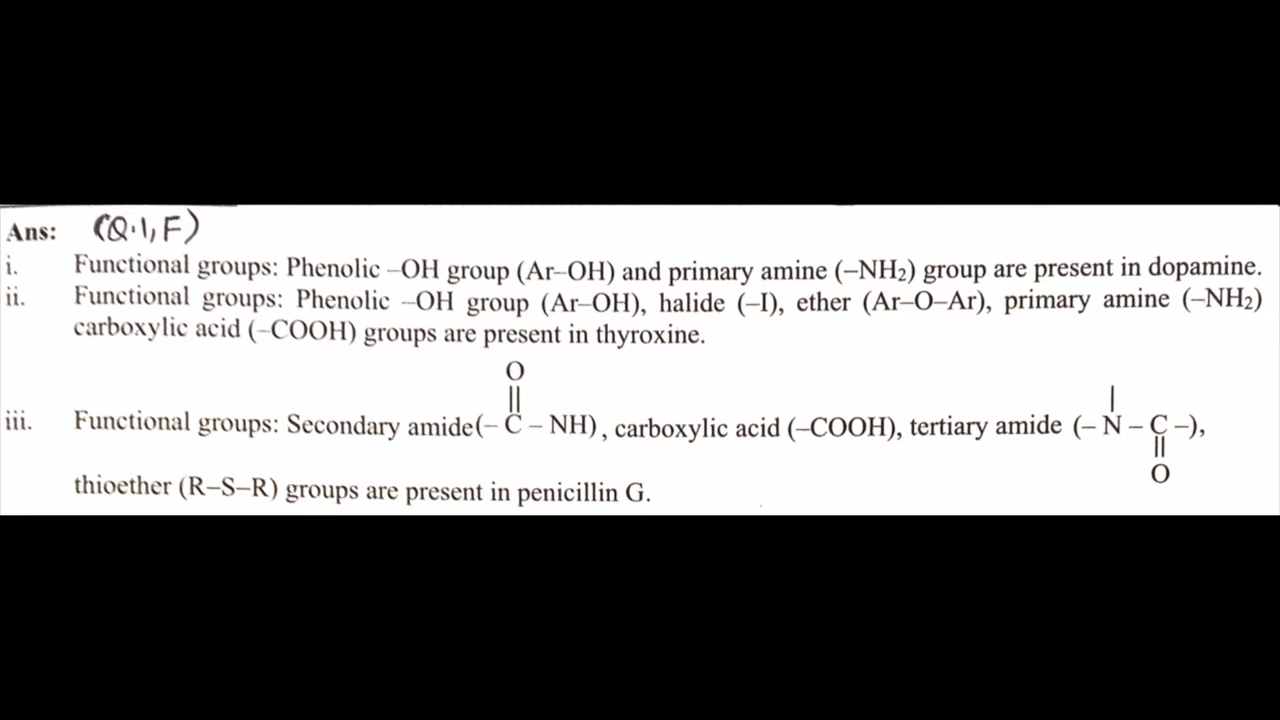 Ans: (Q.1, F)
i. Functional groups: Phenolic –OH group (Ar–OH) and primary amine (–NH₂) group are present in dopamine.
ii. Functional groups: Phenolic –OH group (Ar–OH), halide (–I), ether (Ar–O–Ar), primary amine (–NH₂)
carboxylic acid (–COOH) groups are present in thyroxine.
O
||
iii. Functional groups: Secondary amide(– C – NH), carboxylic acid (–COOH), tertiary amide (– N – C –),
||
O
thioether (R–S–R) groups are present in penicillin G.